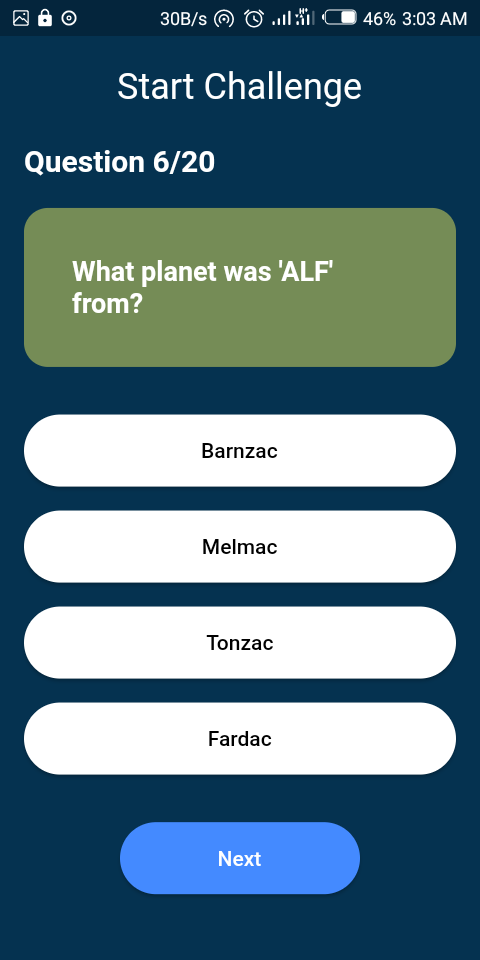 30B/s 46% 3:03 AM
Start Challenge
Question 6/20
What planet was 'ALF'
from?
Barnzac
Melmac
Tonzac
Fardac
Next